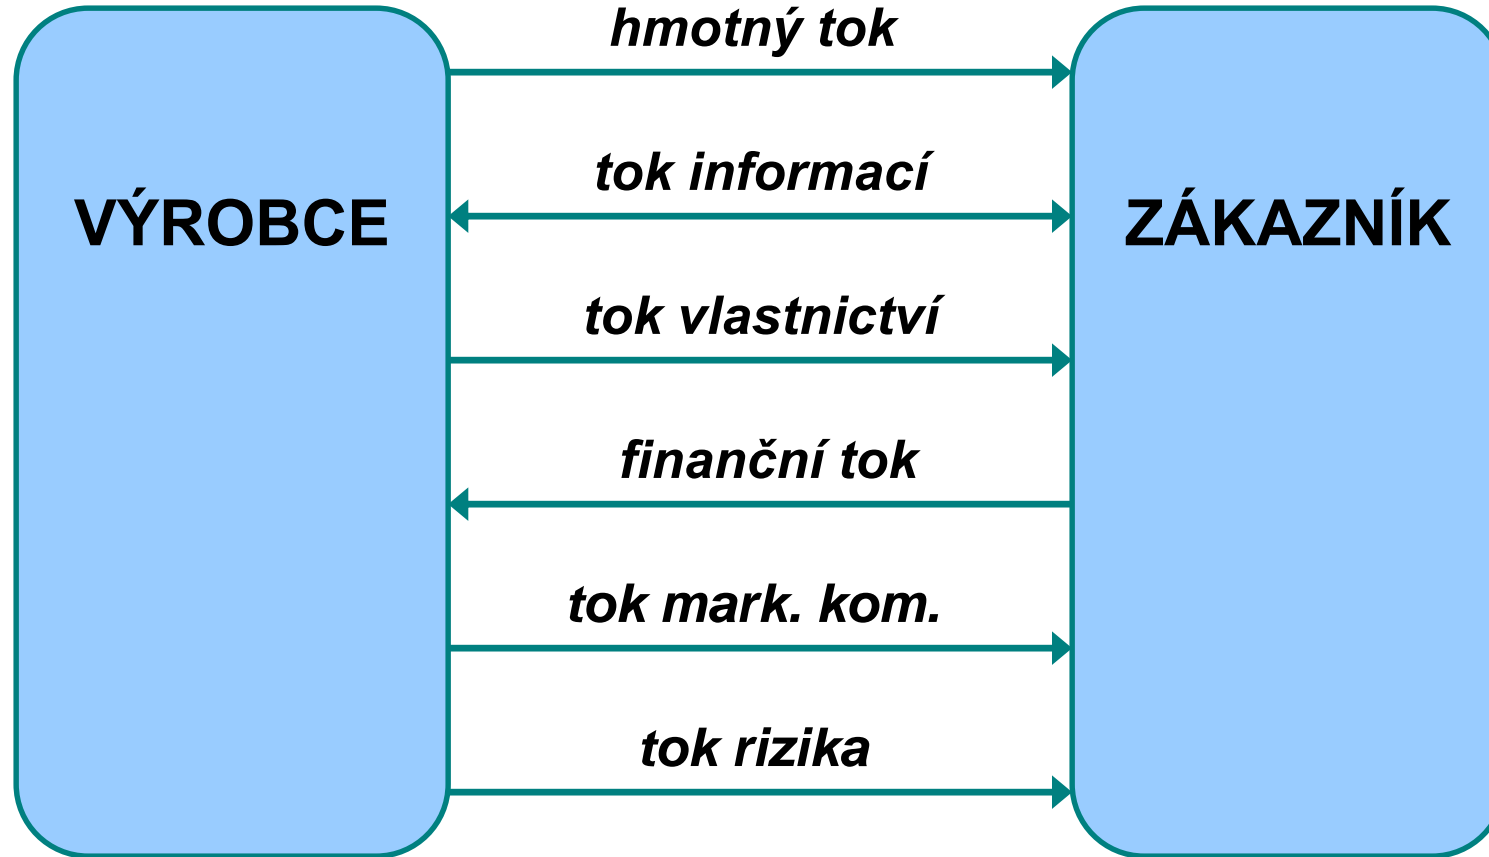 hmotný tok
tok informací
VÝROBCE
ZÁKAZNÍK
tok vlastnictví
finanční tok
tok mark. kom.
tok rizika